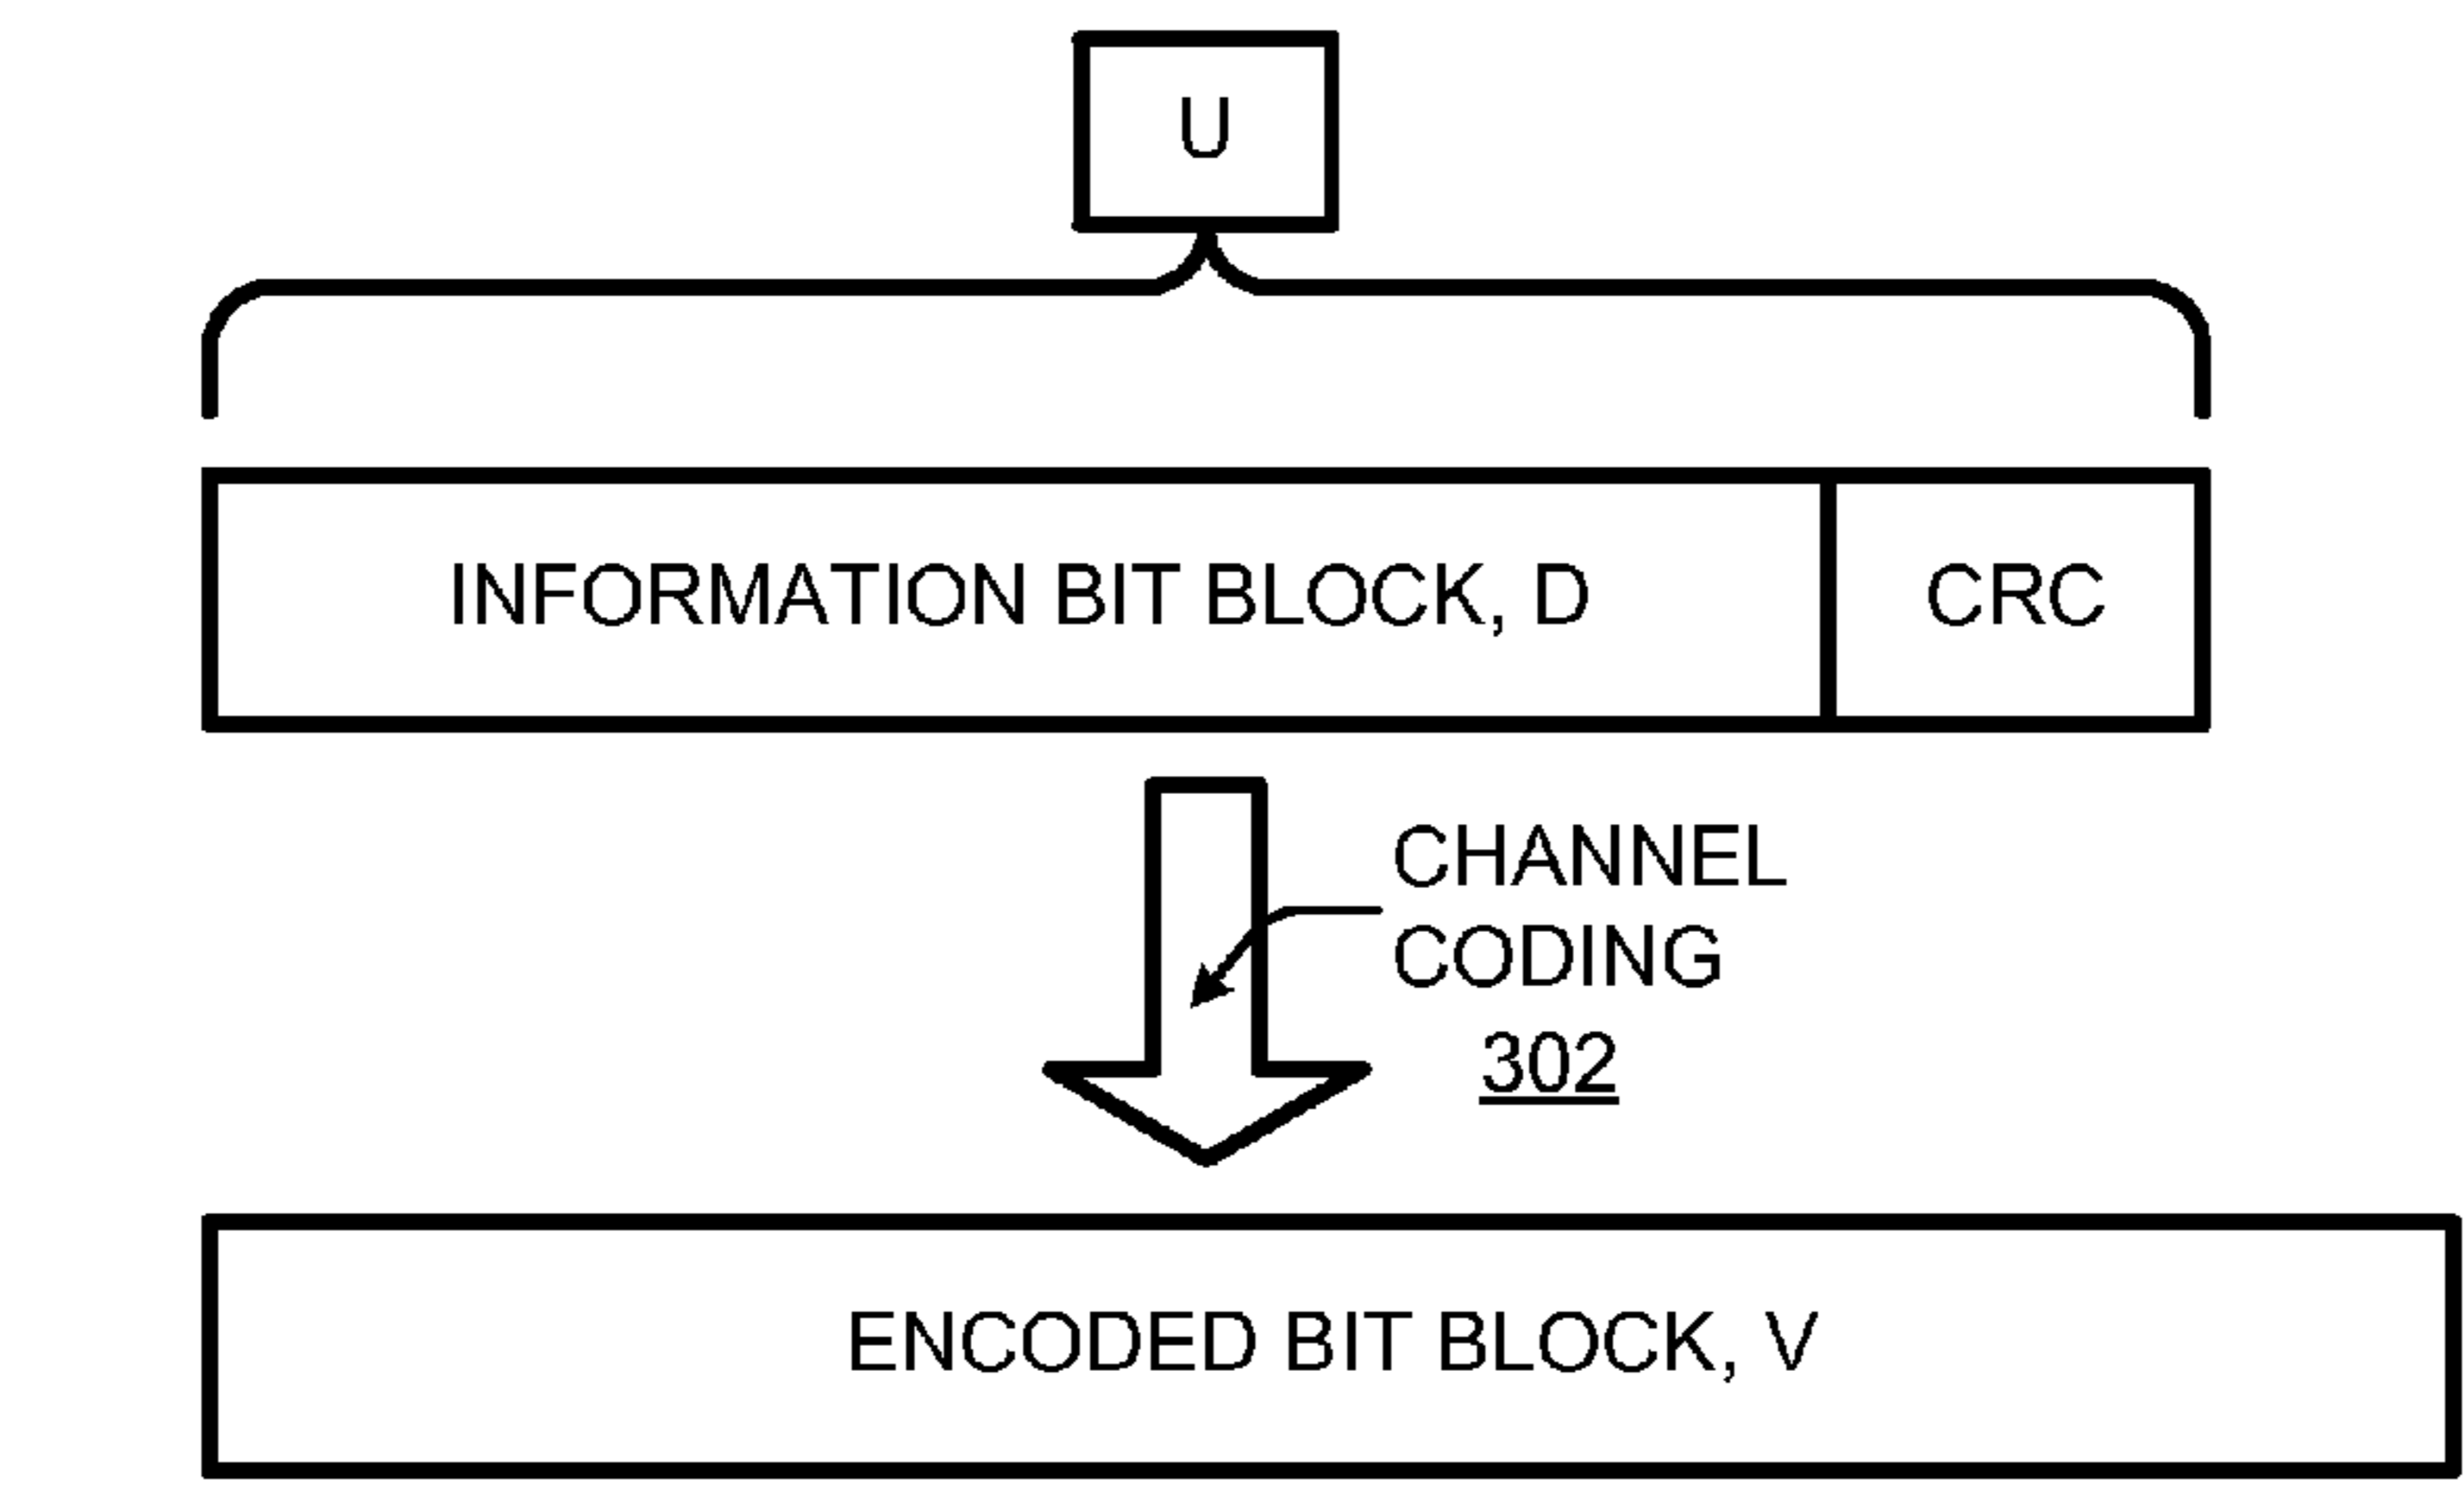 U
INFORMATION BIT BLOCK, D
CRC
CHANNEL
CODING
302
ENCODED BIT BLOCK, V